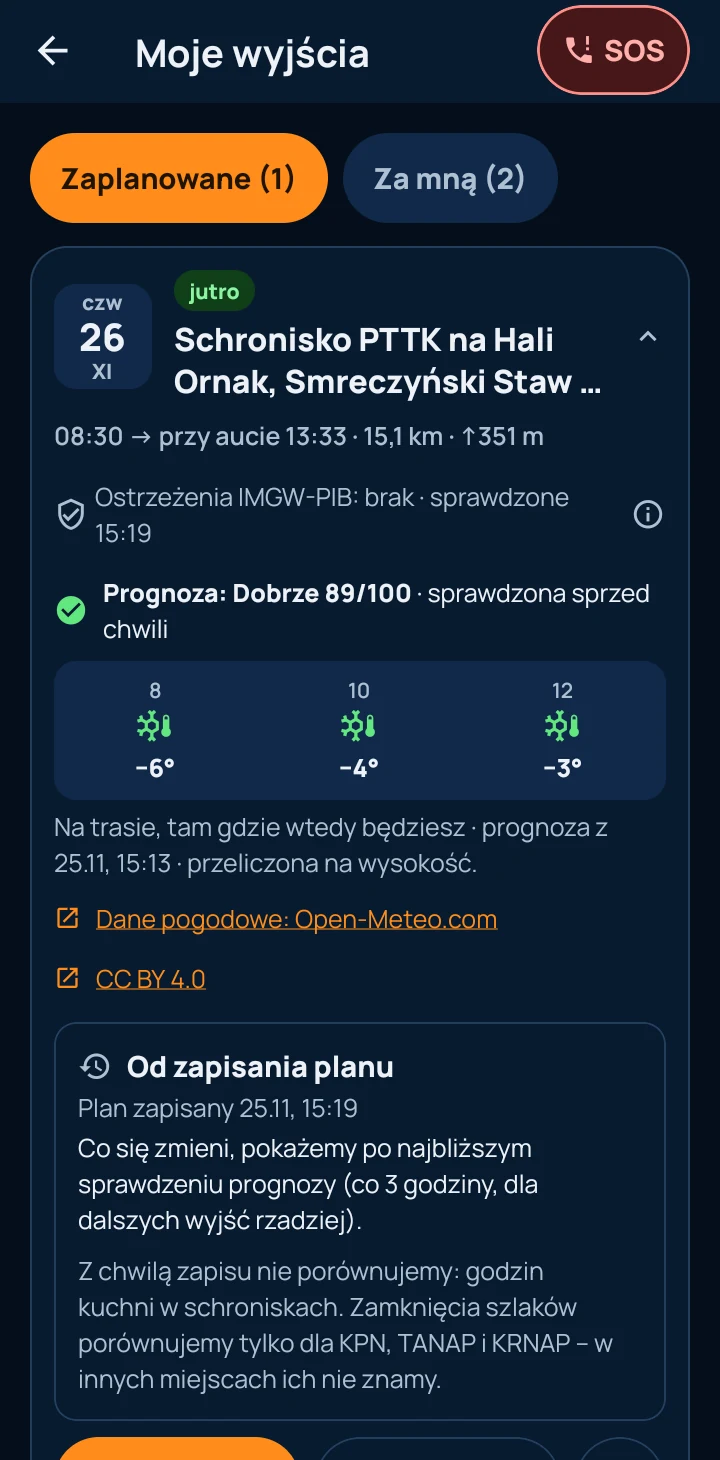 Moje wyjścia
SOS
Zaplanowane (1)
Za mną (2)
czw
26
XI
jutro
Schronisko PTTK na Hali
Ornak, Smreczyński Staw ...
08:30 → przy aucie 13:33 · 15,1 km · ↑351 m
Ostrzeżenia IMGW-PIB: brak · sprawdzone
15:19
Prognoza: Dobrze 89/100 · sprawdzona sprzed
chwili
8
10
12
−6°
−4°
−3°
Na trasie, tam gdzie wtedy będziesz · prognoza z
25.11, 15:13 · przeliczona na wysokość.
Dane pogodowe: Open-Meteo.com
CC BY 4.0
Od zapisania planu
Plan zapisany 25.11, 15:19
Co się zmieni, pokażemy po najbliższym
sprawdzeniu prognozy (co 3 godziny, dla
dalszych wyjść rzadziej).
Z chwilą zapisu nie porównujemy: godzin
kuchni w schroniskach. Zamknięcia szlaków
porównujemy tylko dla KPN, TANAP i KRNAP – w
innych miejscach ich nie znamy.